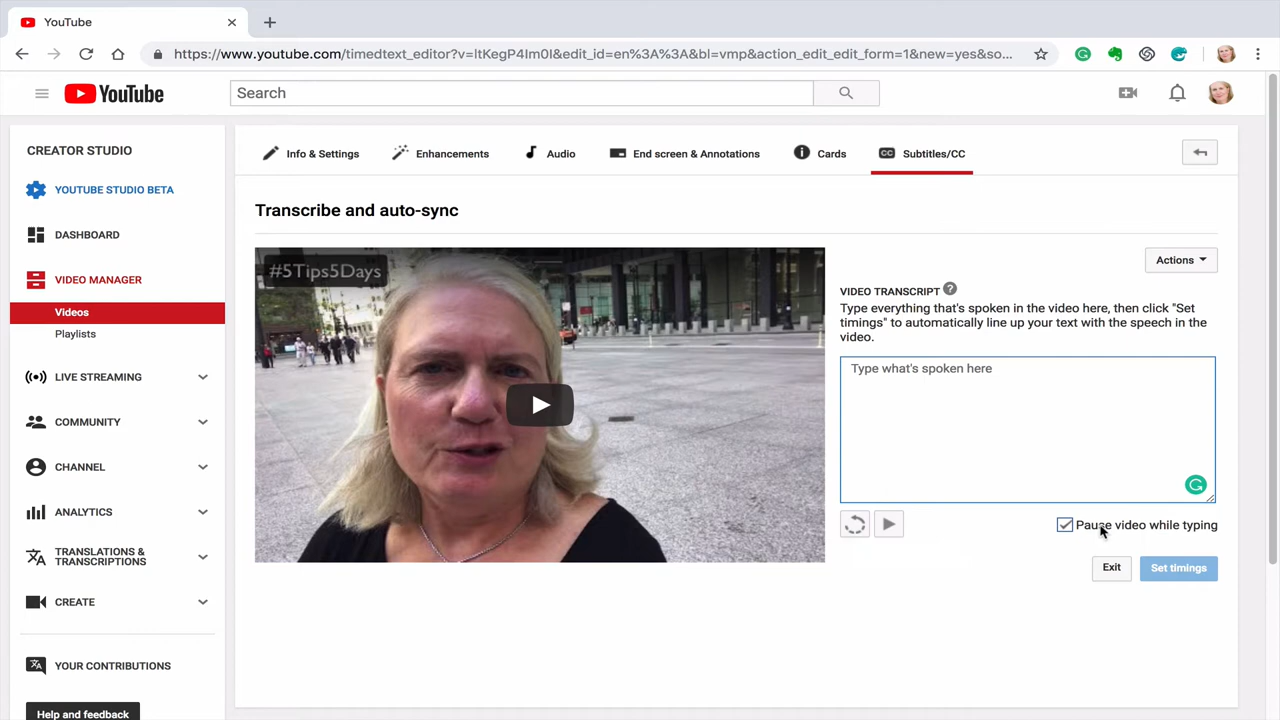 YouTube
https://www.youtube.com/timedtext_editor?v=ltKegP4Im0I&edit_id=en%3A%3A&bl=vmp&action_edit_edit_form=1&new=yes&so...
YouTube
Search
CREATOR STUDIO
YOUTUBE STUDIO BETA
DASHBOARD
VIDEO MANAGER
Videos
Playlists
LIVE STREAMING
COMMUNITY
CHANNEL
ANALYTICS
TRANSLATIONS &
TRANSCRIPTIONS
CREATE
YOUR CONTRIBUTIONS
Help and feedback
Info & Settings
Enhancements
Audio
End screen & Annotations
Cards
CC Subtitles/CC
Transcribe and auto-sync
#5Tips5Days
Actions
VIDEO TRANSCRIPT ?
Type everything that's spoken in the video here, then click "Set
timings" to automatically line up your text with the speech in the
video.
Type what's spoken here
Pause video while typing
Exit
Set timings